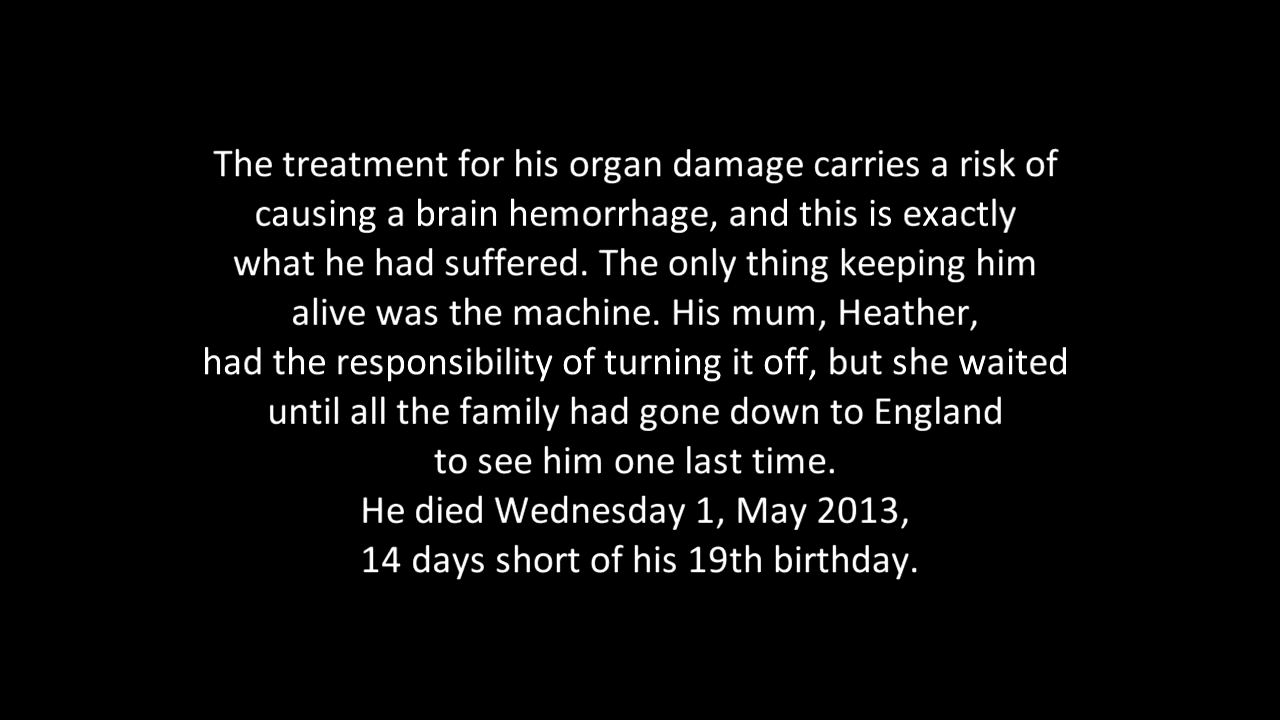 The treatment for his organ damage carries a risk of
causing a brain hemorrhage, and this is exactly
what he had suffered. The only thing keeping him
alive was the machine. His mum, Heather,
had the responsibility of turning it off, but she waited
until all the family had gone down to England
to see him one last time.
He died Wednesday 1, May 2013,
14 days short of his 19th birthday.